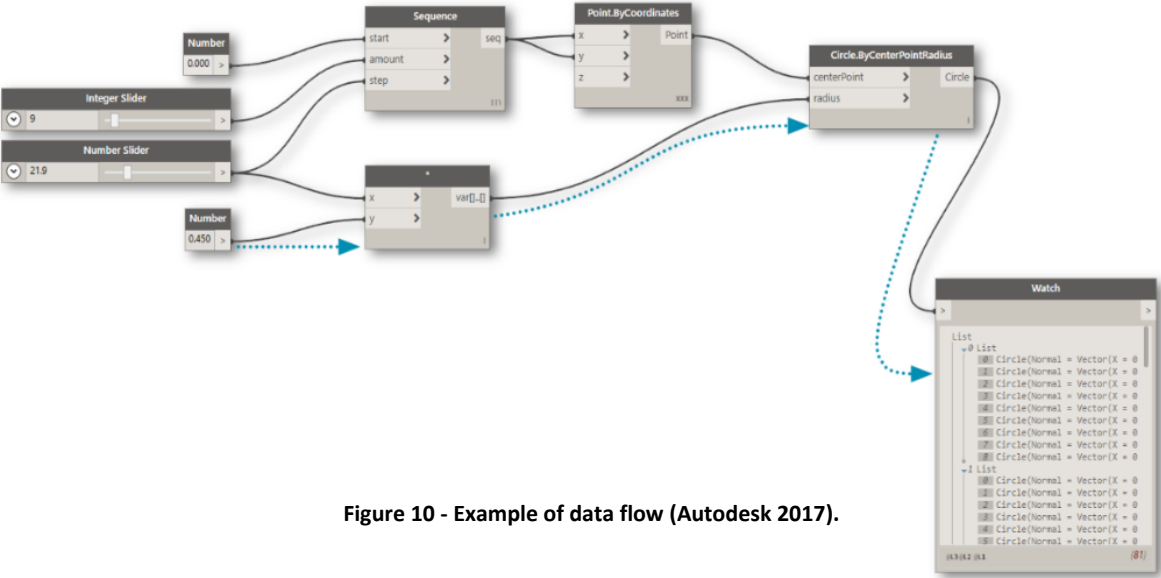 Sequence
start >
seq
amount >
step >
Point.ByCoordinates
x >
Point
y >
z >
xxx
Number
0.000 >
Integer Slider
9 >
Number Slider
21.9 >
Number
0.450 >
*
x >
var[]..[]
y >
Circle.ByCenterPointRadius
centerPoint >
Circle
radius >
Watch
> >
List
0 List
0 Circle(Normal = Vector(X = 0
1 Circle(Normal = Vector(X = 0
2 Circle(Normal = Vector(X = 0
3 Circle(Normal = Vector(X = 0
4 Circle(Normal = Vector(X = 0
5 Circle(Normal = Vector(X = 0
6 Circle(Normal = Vector(X = 0
7 Circle(Normal = Vector(X = 0
8 Circle(Normal = Vector(X = 0
1 List
0 Circle(Normal = Vector(X = 0
1 Circle(Normal = Vector(X = 0
2 Circle(Normal = Vector(X = 0
3 Circle(Normal = Vector(X = 0
4 Circle(Normal = Vector(X = 0
5 Circle(Normal = Vector(X = 0
@L3 @L2 @L1 {81}
Figure 10 - Example of data flow (Autodesk 2017).